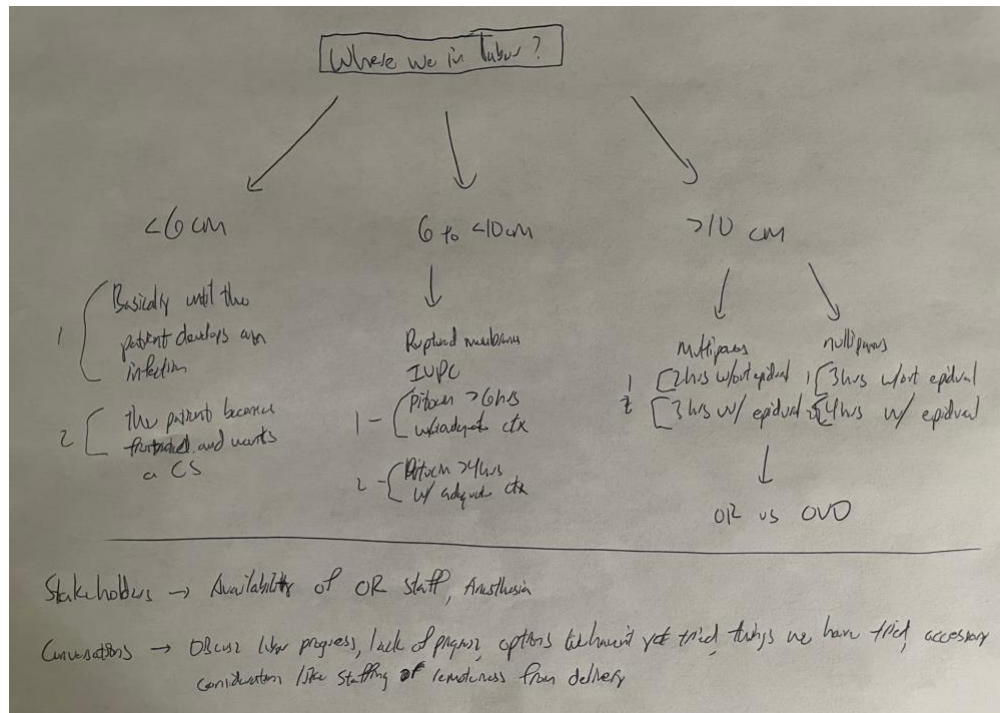 Where we in labor?
<6 cm
6 to <10 cm
>10 cm
1
Basically until the
patient develops an
infection
2
the patient becomes
frustrated and wants
a CS
Ruptured membranes
IUPC
1 - Pitocin >6hrs
w/inadequate ctx
2 - Pitocin >4hrs
w/ adequate ctx
multiparas
1 2hrs w/out epidural
2 3hrs w/ epidural
nulliparas
1 3hrs w/out epidural
2 4hrs w/ epidural
OR vs OVD
Stakeholders → Availability of OR Staff, Anesthesia
Conversations → Discuss labor progress, lack of progress, options we haven't yet tried, things we have tried, accessory
consideration like staffing or remoteness from delivery